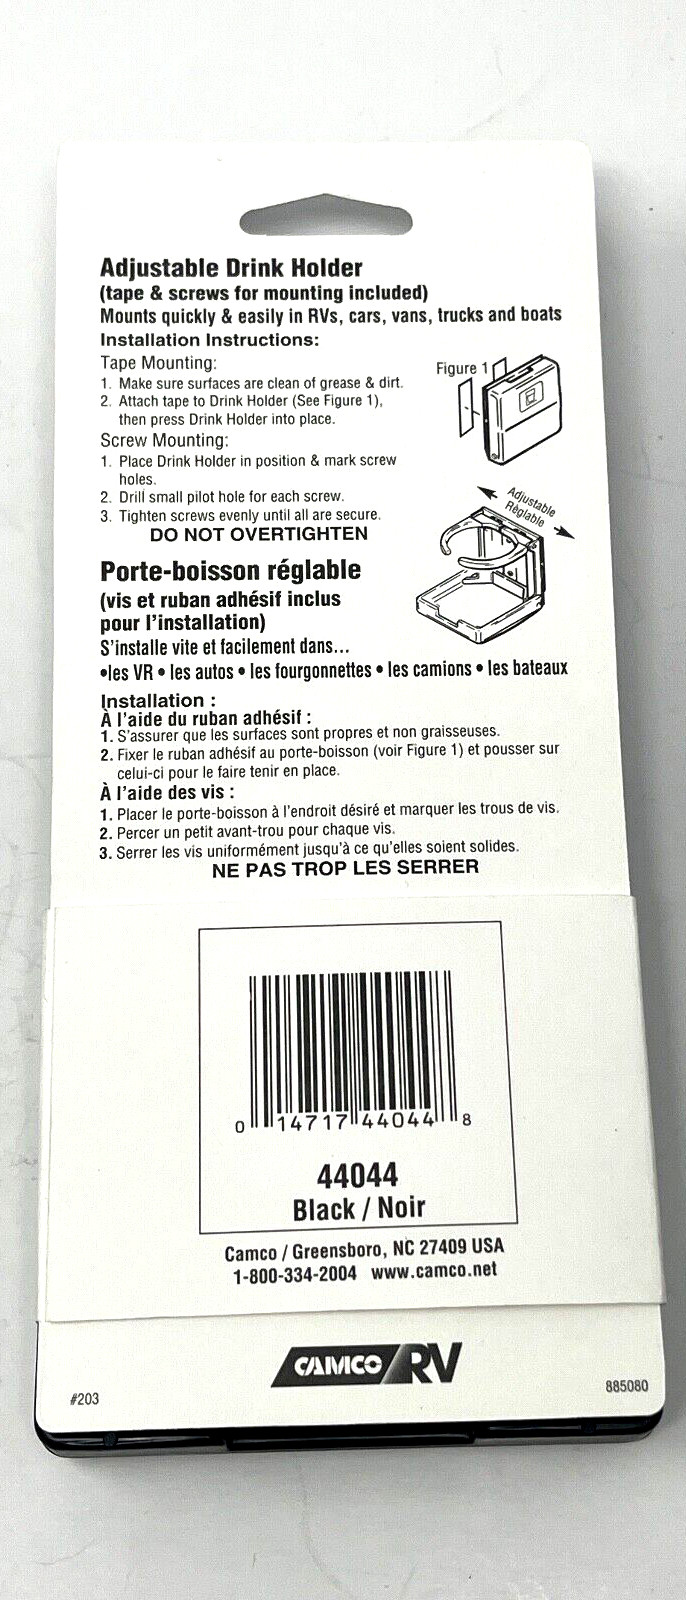 Adjustable Drink Holder
(tape & screws for mounting included)
Mounts quickly & easily in RVs, cars, vans, trucks and boats
Installation Instructions:
Tape Mounting:
1. Make sure surfaces are clean of grease & dirt.
2. Attach tape to Drink Holder (See Figure 1),
then press Drink Holder into place.
Figure 1
Screw Mounting:
1. Place Drink Holder in position & mark screw
holes.
2. Drill small pilot hole for each screw.
3. Tighten screws evenly until all are secure.
DO NOT OVERTIGHTEN
Adjustable
Règlable
Porte-boisson réglable
(vis et ruban adhésif inclus
pour l'installation)
S'installe vite et facilement dans...
•les VR • les autos • les fourgonnettes • les camions • les bateaux
Installation :
À l'aide du ruban adhésif :
1. S'assurer que les surfaces sont propres et non graisseuses.
2. Fixer le ruban adhésif au porte-boisson (voir Figure 1) et pousser sur
celui-ci pour le faire tenir en place.
À l'aide des vis :
1. Placer le porte-boisson à l'endroit désiré et marquer les trous de vis.
2. Percer un petit avant-trou pour chaque vis.
3. Serrer les vis uniformément jusqu'à ce qu'elles soient solides.
NE PAS TROP LES SERRER
0 14717 44044 8
44044
Black / Noir
Camco / Greensboro, NC 27409 USA
1-800-334-2004 www.camco.net
CAMCO RV
#203
885080